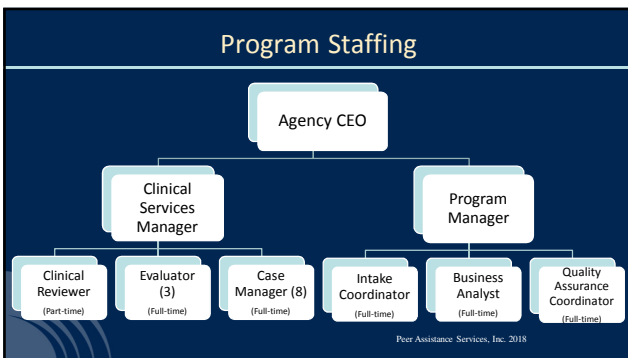 Program Staffing
Agency CEO
Clinical
Services
Manager
Program
Manager
Clinical
Reviewer
(Part-time)
Evaluator
(3)
(Full-time)
Case
Manager (8)
(Full-time)
Intake
Coordinator
(Full-time)
Business
Analyst
(Full-time)
Quality
Assurance
Coordinator
(Full-time)
Peer Assistance Services, Inc. 2018